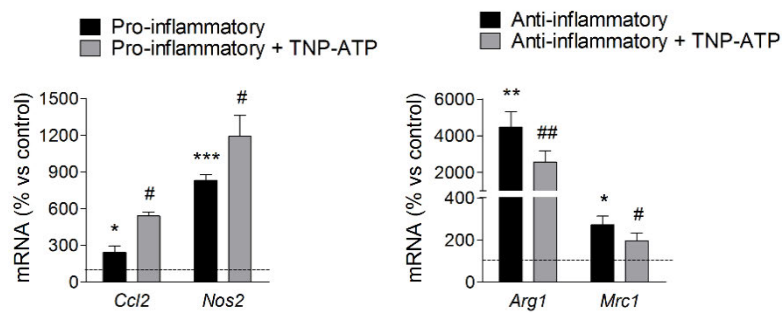 Pro-inflammatory
Pro-inflammatory + TNP-ATP
mRNA (% vs control)
1500
1200
900
600
300
0
*
#
***
#
Ccl2
Nos2
Anti-inflammatory
Anti-inflammatory + TNP-ATP
mRNA (% vs control)
6000
4000
2000
400
200
0
**
##
*
#
Arg1
Mrc1